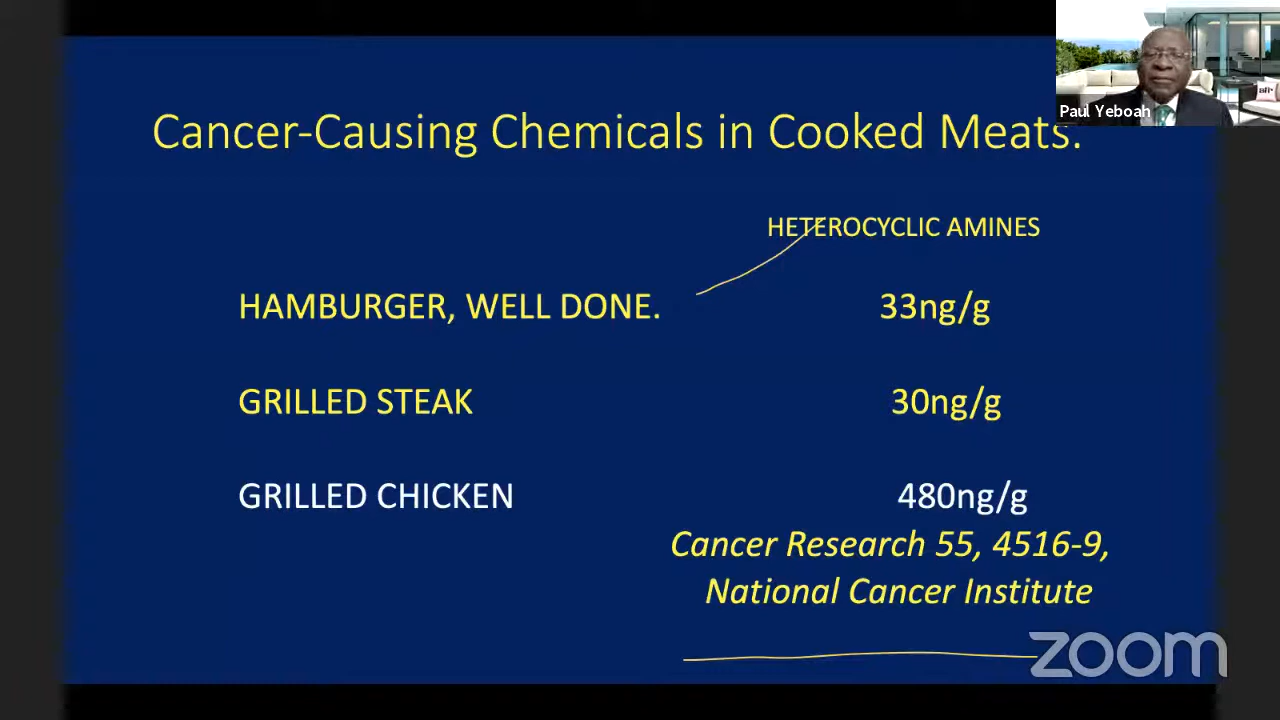 Paul Yeboah
Cancer-Causing Chemicals in Cooked Meats.
HETEROCYCLIC AMINES
HAMBURGER, WELL DONE. 33ng/g
GRILLED STEAK 30ng/g
GRILLED CHICKEN 480ng/g
Cancer Research 55, 4516-9,
National Cancer Institute
zoom